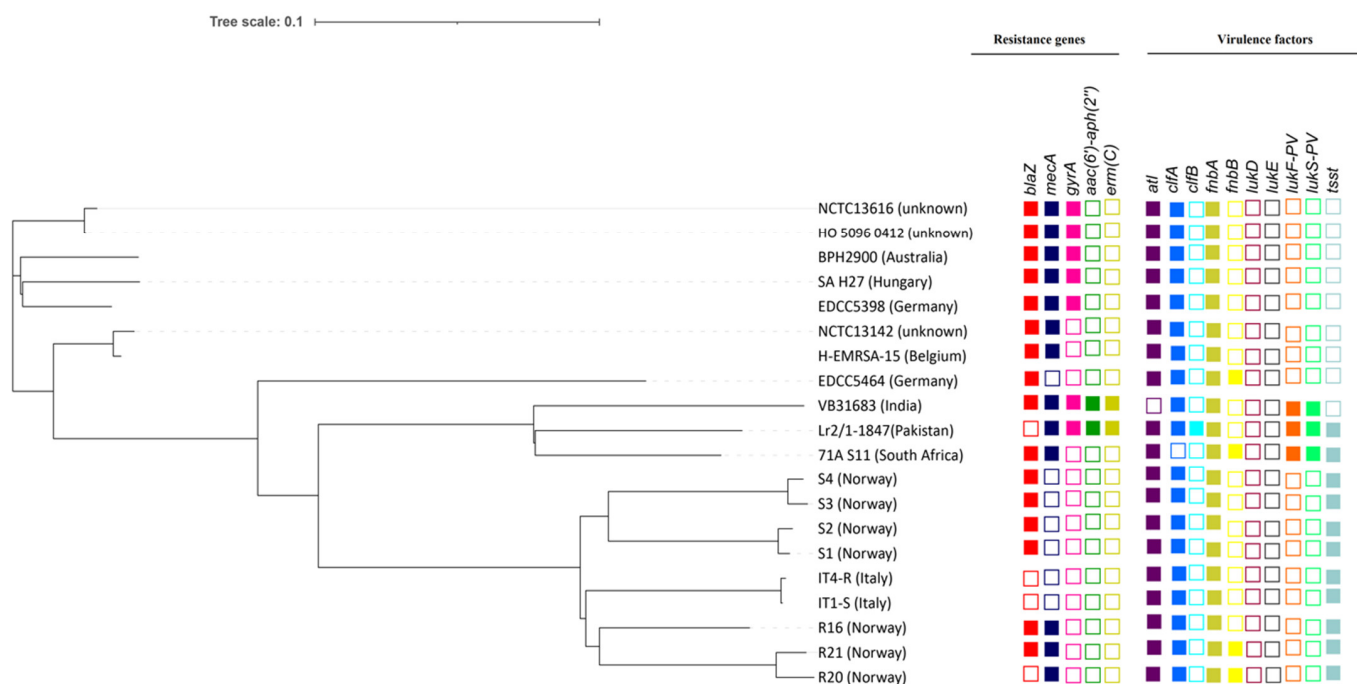 Tree scale: 0.1
Resistance genes
Virulence factors
blaZ
mecA
gyrA
aac(6')-aph(2'')
erm(C)
atl
clfA
clfB
fnbA
fnbB
lukD
lukE
lukF-PV
lukS-PV
tsst
NCTC13616 (unknown)
HO 5096 0412 (unknown)
BPH2900 (Australia)
SA H27 (Hungary)
EDCC5398 (Germany)
NCTC13142 (unknown)
H-EMRSA-15 (Belgium)
EDCC5464 (Germany)
VB31683 (India)
Lr2/1-1847(Pakistan)
71A S11 (South Africa)
S4 (Norway)
S3 (Norway)
S2 (Norway)
S1 (Norway)
IT4-R (Italy)
IT1-S (Italy)
R16 (Norway)
R21 (Norway)
R20 (Norway)